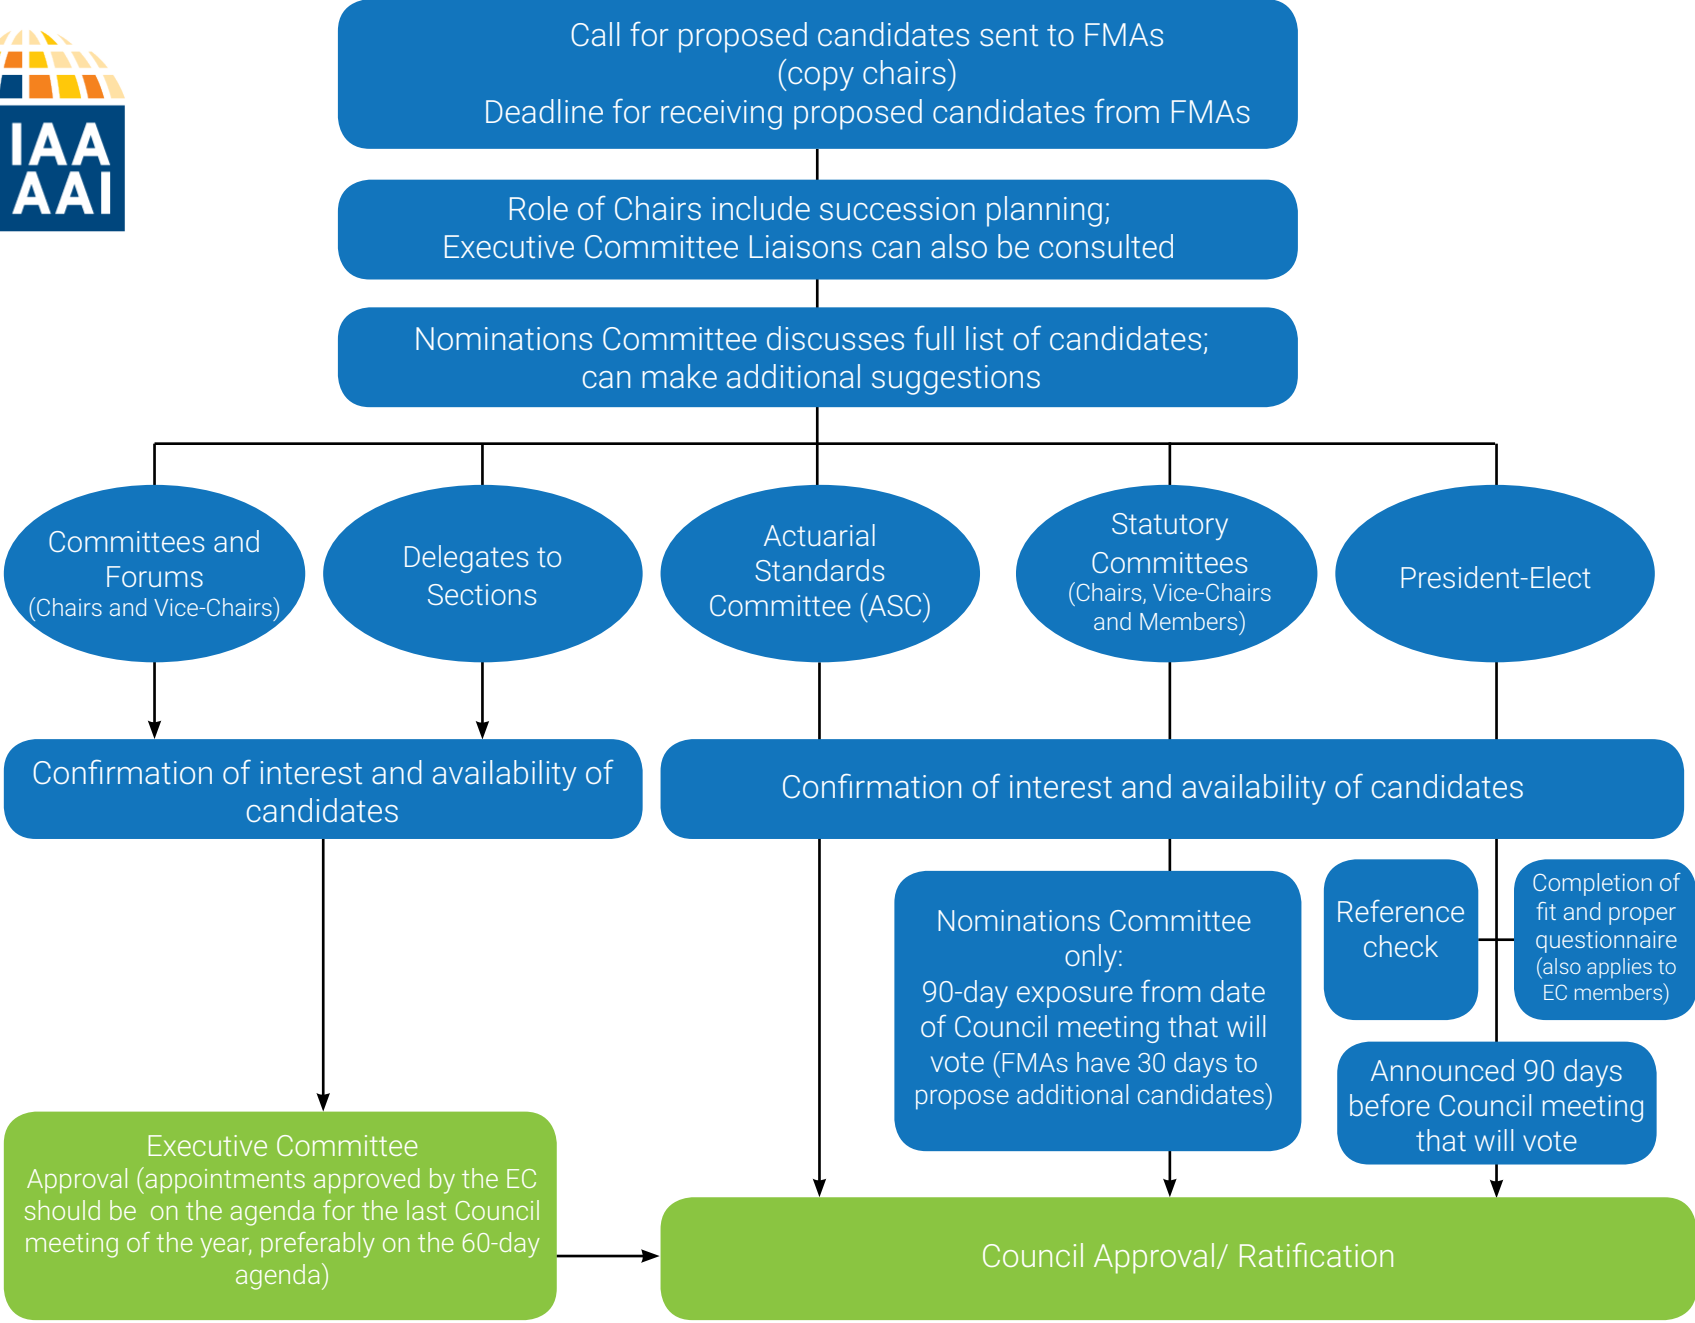 IAA
AAI
Call for proposed candidates sent to FMAs
(copy chairs)
Deadline for receiving proposed candidates from FMAs
Role of Chairs include succession planning;
Executive Committee Liaisons can also be consulted
Nominations Committee discusses full list of candidates;
can make additional suggestions
Committees and
Forums
(Chairs and Vice-Chairs)
Delegates to
Sections
Actuarial
Standards
Committee (ASC)
Statutory
Committees
(Chairs, Vice-Chairs
and Members)
President-Elect
Confirmation of interest and availability of
candidates
Confirmation of interest and availability of candidates
Nominations Committee
only:
90-day exposure from date
of Council meeting that will
vote (FMAs have 30 days to
propose additional candidates)
Reference
check
Completion of
fit and proper
questionnaire
(also applies to
EC members)
Announced 90 days
before Council meeting
that will vote
Executive Committee
Approval (appointments approved by the EC
should be on the agenda for the last Council
meeting of the year, preferably on the 60-day
agenda)
Council Approval/ Ratification